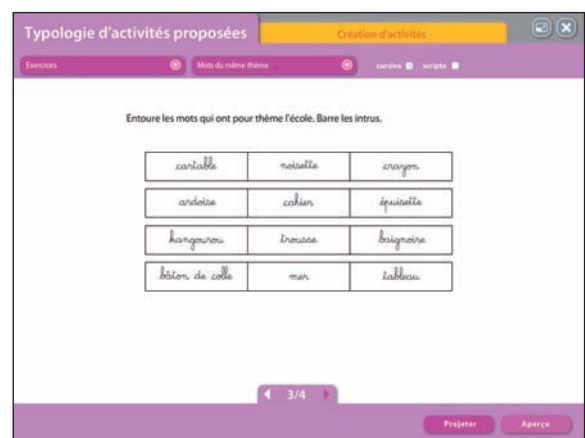 Typologie d'activités proposées Création d'activités
Exercices Mots du même thème cursive scripte
Entoure les mots qui ont pour thème l'école. Barre les intrus.
cartable noisette crayon
ardoise cahier épuisette
kangourou trousse baignoire
bâton de colle mer tableau
3/4
Projeter Aperçu